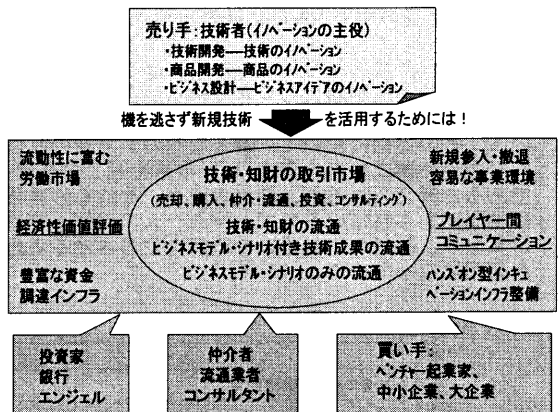 売り手:技術者(イノベーションの主役)
・技術開発―技術のイノベーション
・商品開発―商品のイノベーション
・ビジネス設計―ビジネスアイデアのイノベーション
機を逃さず新規技術 を活用するためには!
流動性に富む
労働市場
経済性価値評価
豊富な資金
調達インフラ
技術・知財の取引市場
(売却、購入、仲介・流通、投資、コンサルティング)
技術・知財の流通
ビジネスモデル・シナリオ付き技術成果の流通
ビジネスモデル・シナリオのみの流通
新規参入・撤退
容易な事業環境
プレイヤー間
コミュニケーション
ハンズオン型インキュ
ベーションインフラ整備
投資家
銀行
エンジェル
仲介者
流通業者
コンサルタント
買い手:
ベンチャー起業家、
中小企業、大企業